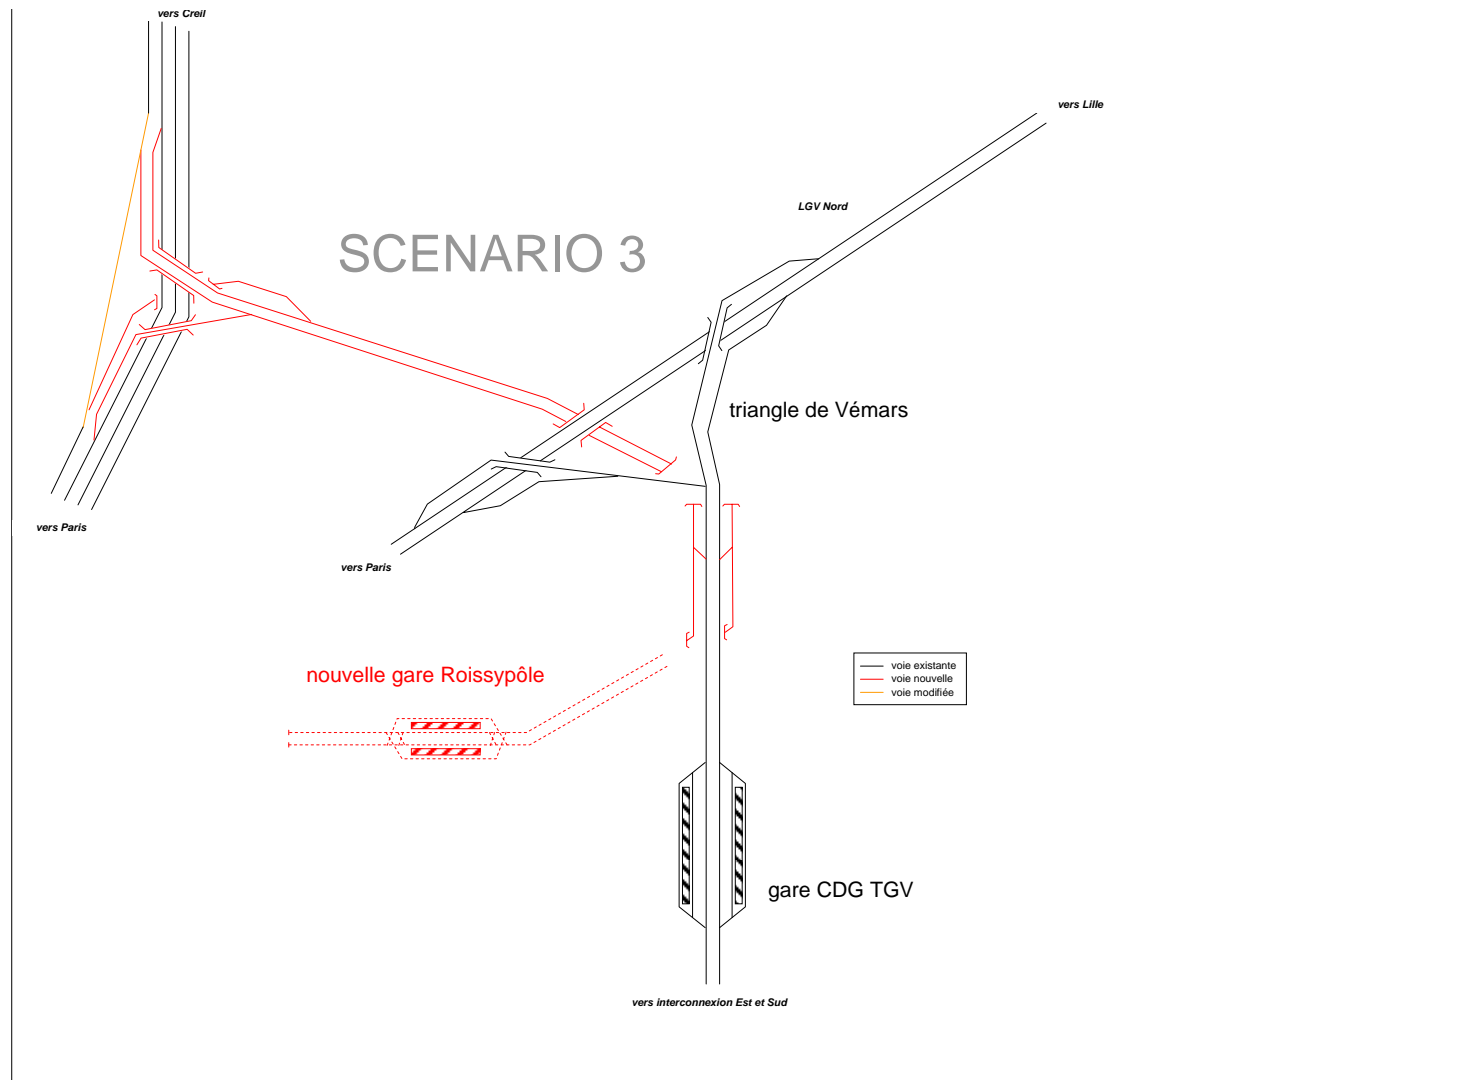 vers Creil
vers Lille
LGV Nord
SCENARIO 3
triangle de Vémars
vers Paris
vers Paris
nouvelle gare Roissypôle
voie existante
voie nouvelle
voie modifiée
gare CDG TGV
vers interconnexion Est et Sud